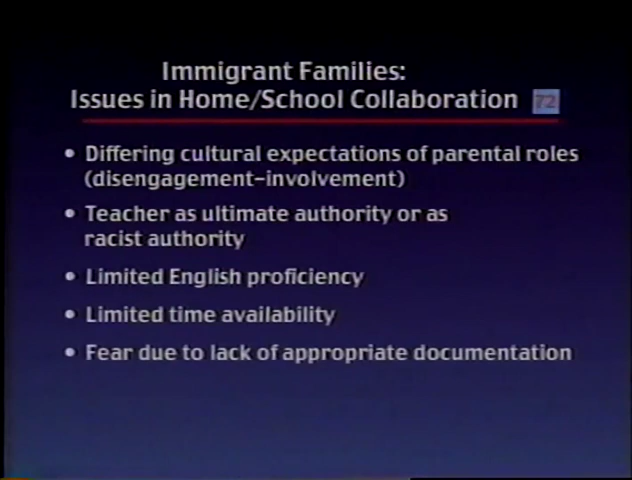 Immigrant Families:
Issues in Home/School Collaboration 72
• Differing cultural expectations of parental roles
(disengagement–involvement)
• Teacher as ultimate authority or as
racist authority
• Limited English proficiency
• Limited time availability
• Fear due to lack of appropriate documentation